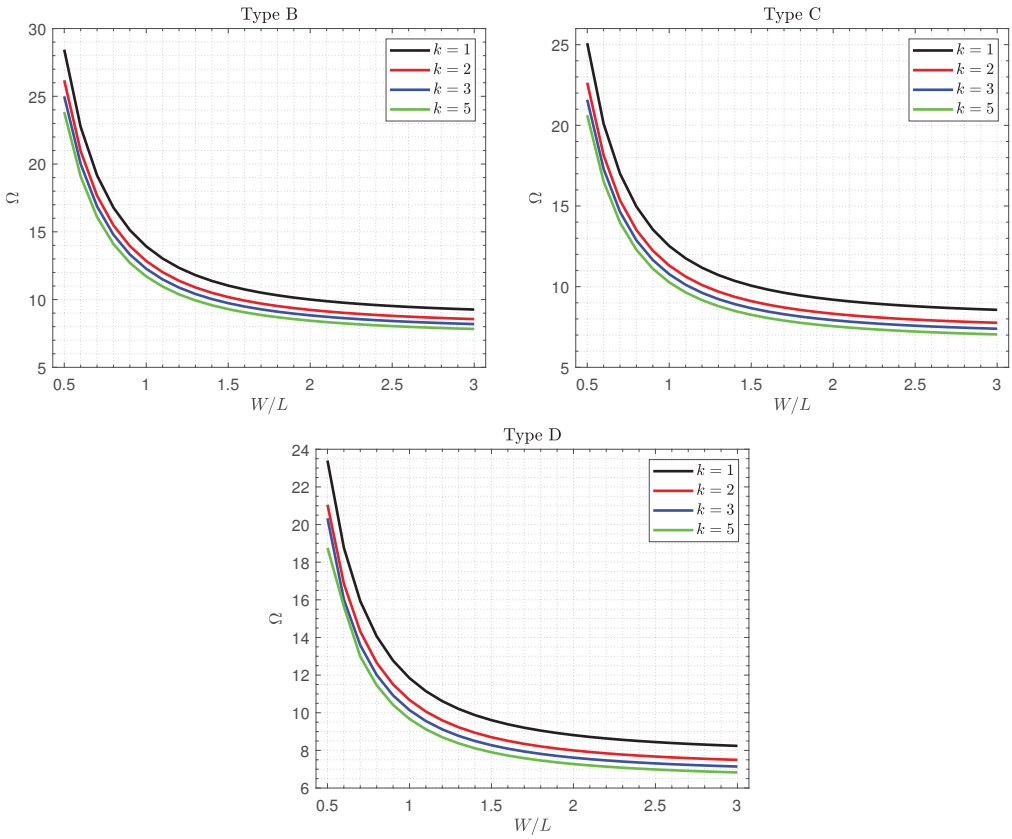 Type B
30
25
20
15
10
5
Ω
0.5
1
1.5
2
2.5
3
W/L
k = 1
k = 2
k = 3
k = 5
Type C
25
20
15
10
5
Ω
0.5
1
1.5
2
2.5
3
W/L
k = 1
k = 2
k = 3
k = 5
Type D
24
22
20
18
16
14
12
10
8
6
Ω
0.5
1
1.5
2
2.5
3
W/L
k = 1
k = 2
k = 3
k = 5